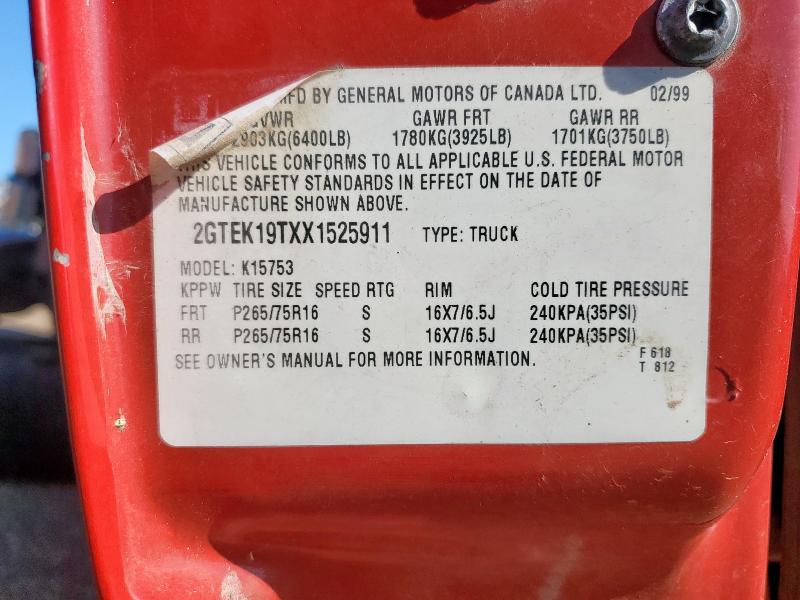 MFD BY GENERAL MOTORS OF CANADA LTD. 02/99
GVWR GAWR FRT GAWR RR
2903KG(6400LB) 1780KG(3925LB) 1701KG(3750LB)
THIS VEHICLE CONFORMS TO ALL APPLICABLE U.S. FEDERAL MOTOR
VEHICLE SAFETY STANDARDS IN EFFECT ON THE DATE OF
MANUFACTURE SHOWN ABOVE.
2GTEK19TXX1525911 TYPE: TRUCK
MODEL: K15753
KPPW TIRE SIZE SPEED RTG RIM COLD TIRE PRESSURE
FRT P265/75R16 S 16X7/6.5J 240KPA(35PSI)
RR P265/75R16 S 16X7/6.5J 240KPA(35PSI)
SEE OWNER'S MANUAL FOR MORE INFORMATION.
F 618
T 812